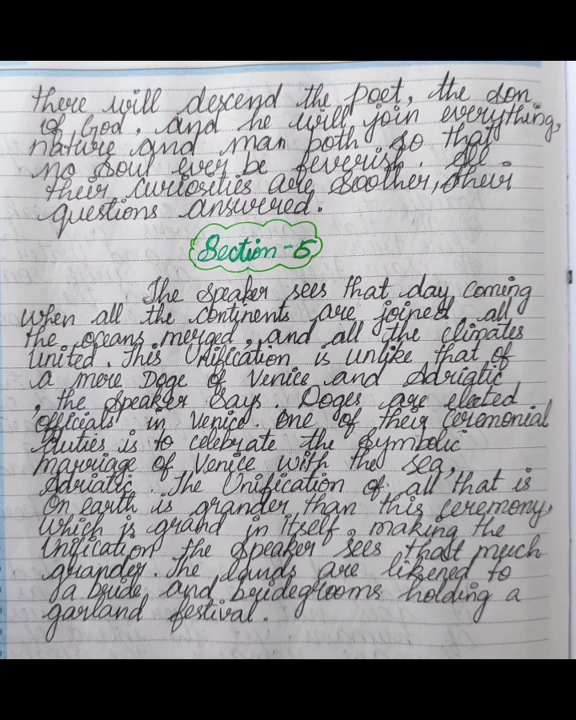 there will descend the poet, the son
of God, and he will join everything,
nature and man both so that
no soul ever be feverish. All
their curiosities are soother, their
questions answered.
Section-5
The speaker sees that day coming
when all the continents are joined, all
the oceans merged, and all the climates
united. This Unification is unlike that of
a mere Doge of Venice and Adriatic
, the speaker says. Doges are elected
officials in Venice. One of their ceremonial
duties is to celebrate the symbolic
marriage of Venice with the sea,
Adriatic. The Unification of all that is
on earth is grander than this ceremony,
which is grand in itself, making the
Unification the speaker sees that much
grander. The lands are likened to
a bride, and bridegrooms holding a
garland festival.